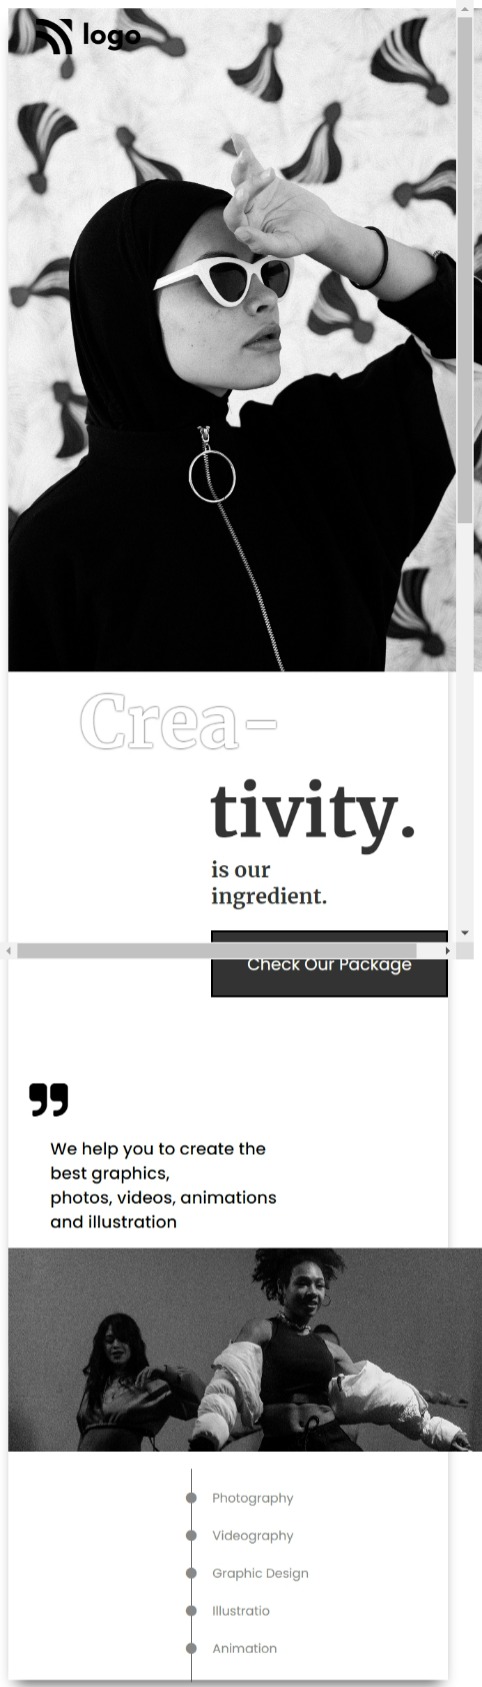 logo
Crea-
tivity.
is our
ingredient.
Check Our Package
We help you to create the
best graphics,
photos, videos, animations
and illustration
Photography
Videography
Graphic Design
Illustratio
Animation